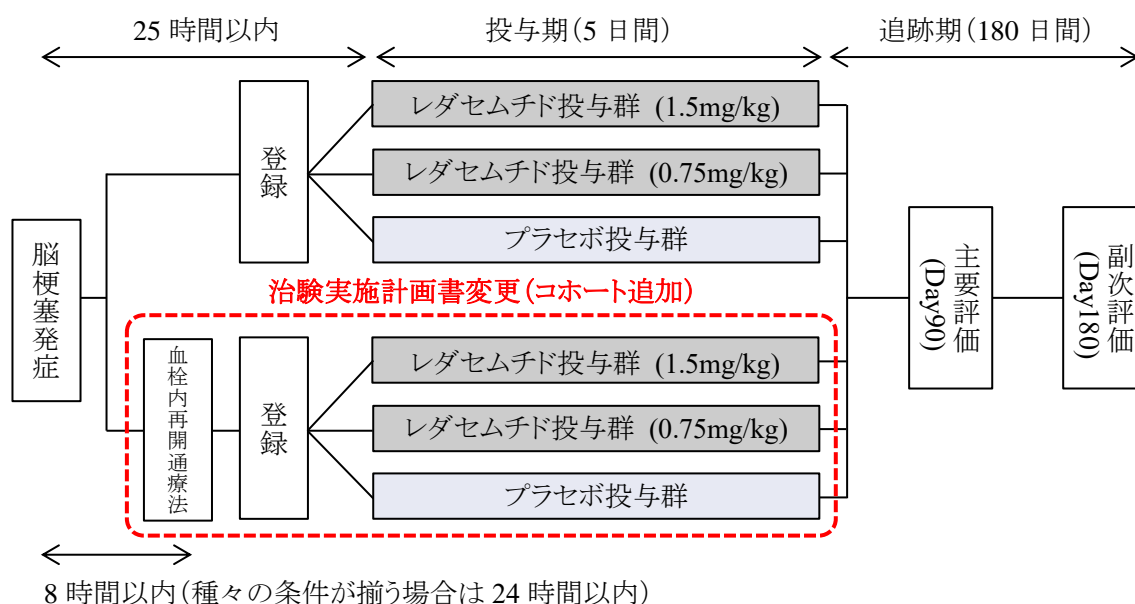 25 時間以内
投与期（5 日間）
追跡期（180 日間）
脳梗塞発症
登録
レダセムチド投与群 (1.5mg/kg)
レダセムチド投与群 (0.75mg/kg)
プラセボ投与群
治験実施計画書変更（コホート追加）
血栓内再開通療法
登録
レダセムチド投与群 (1.5mg/kg)
レダセムチド投与群 (0.75mg/kg)
プラセボ投与群
主要評価
(Day90)
副次評価
(Day180)
8 時間以内（種々の条件が揃う場合は 24 時間以内）